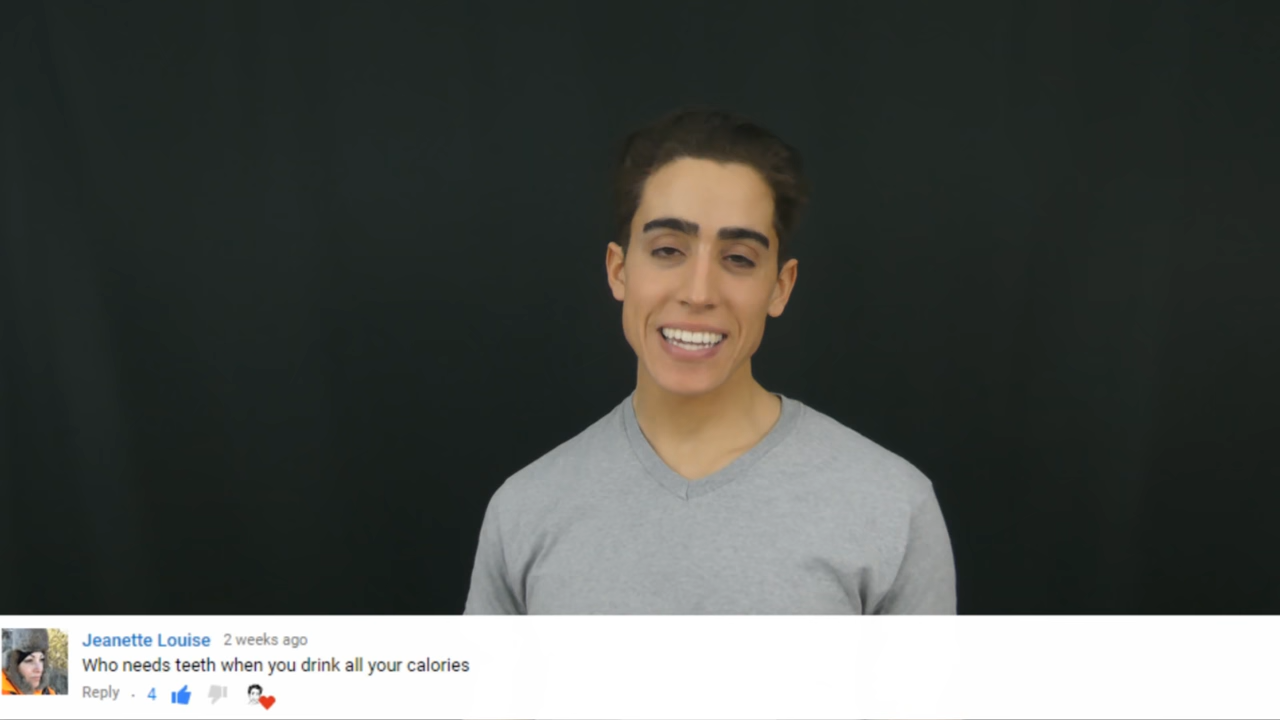 Jeanette Louise 2 weeks ago
Who needs teeth when you drink all your calories
Reply · 4